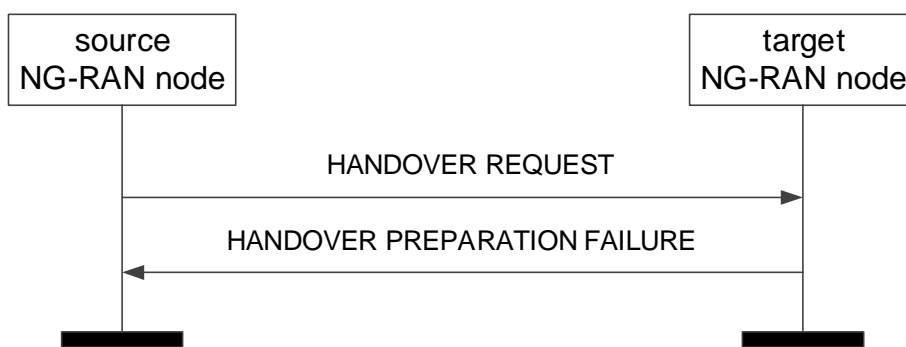 source
NG-RAN node
target
NG-RAN node
HANDOVER REQUEST
HANDOVER PREPARATION FAILURE